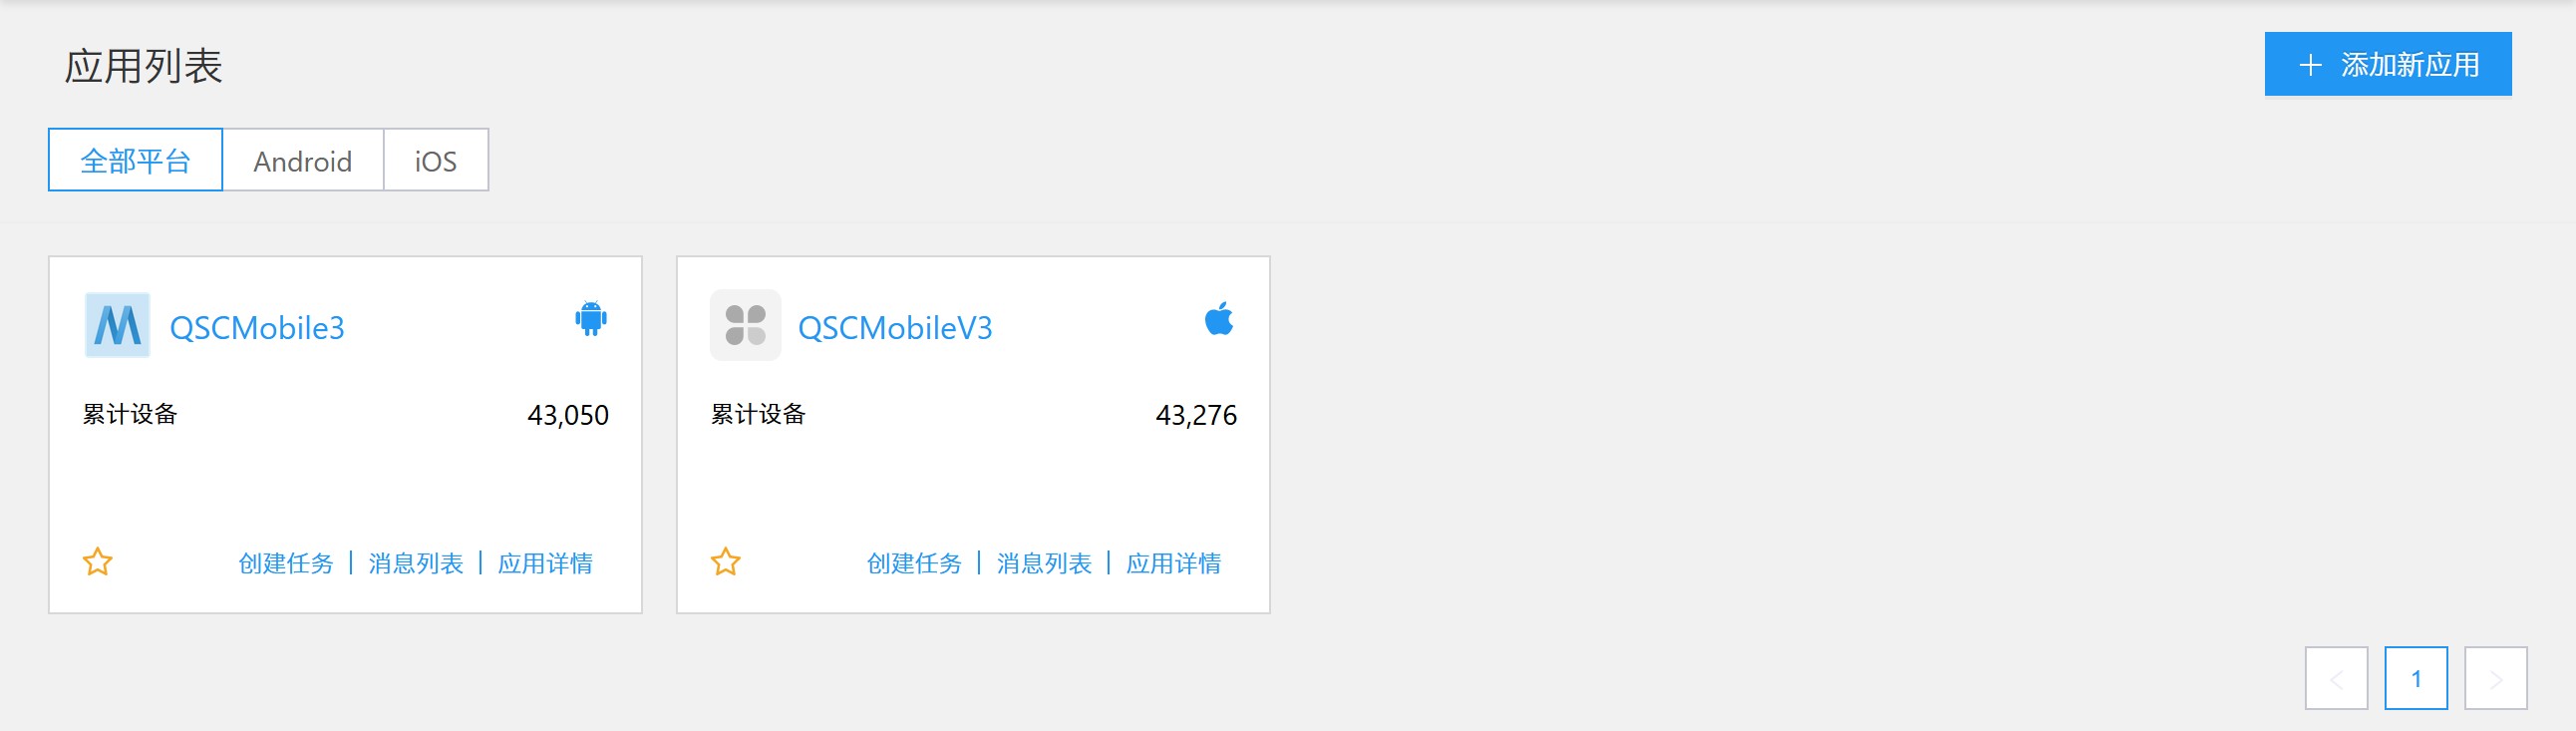 应用列表
添加新应用
全部平台 Android iOS
QSCMobile3
累计设备 43,050
创建任务 | 消息列表 | 应用详情
QSCMobileV3
累计设备 43,276
创建任务 | 消息列表 | 应用详情
1